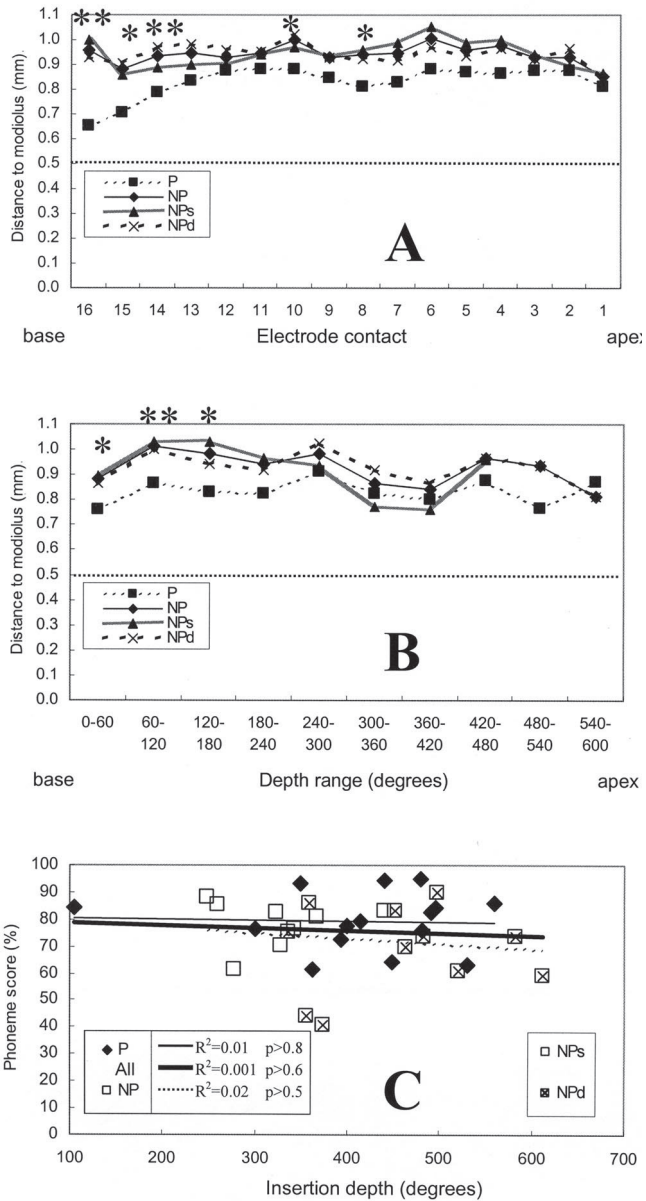 1.1
1.0
0.9
0.8
0.7
0.6
0.5
0.4
0.3
0.2
0.1
0.0
Distance to modiolus (mm).
** * ** * *
P
NP
NPs
NPd
A
16 15 14 13 12 11 10 9 8 7 6 5 4 3 2 1
base Electrode contact apex
1.1
1.0
0.9
0.8
0.7
0.6
0.5
0.4
0.3
0.2
0.1
0.0
Distance to modiolus (mm).
* ** *
P
NP
NPs
NPd
B
0-60 60- 120- 180- 240- 300- 360- 420- 480- 540-
120 180 240 300 360 420 480 540 600
base Depth range (degrees) apex
100
90
80
70
60
50
40
30
20
10
0
Phoneme score (%)
P R²=0.01 p>0.8
All R²=0.001 p>0.6
NP R²=0.02 p>0.5
C
NPs
NPd
100 200 300 400 500 600 700
Insertion depth (degrees)